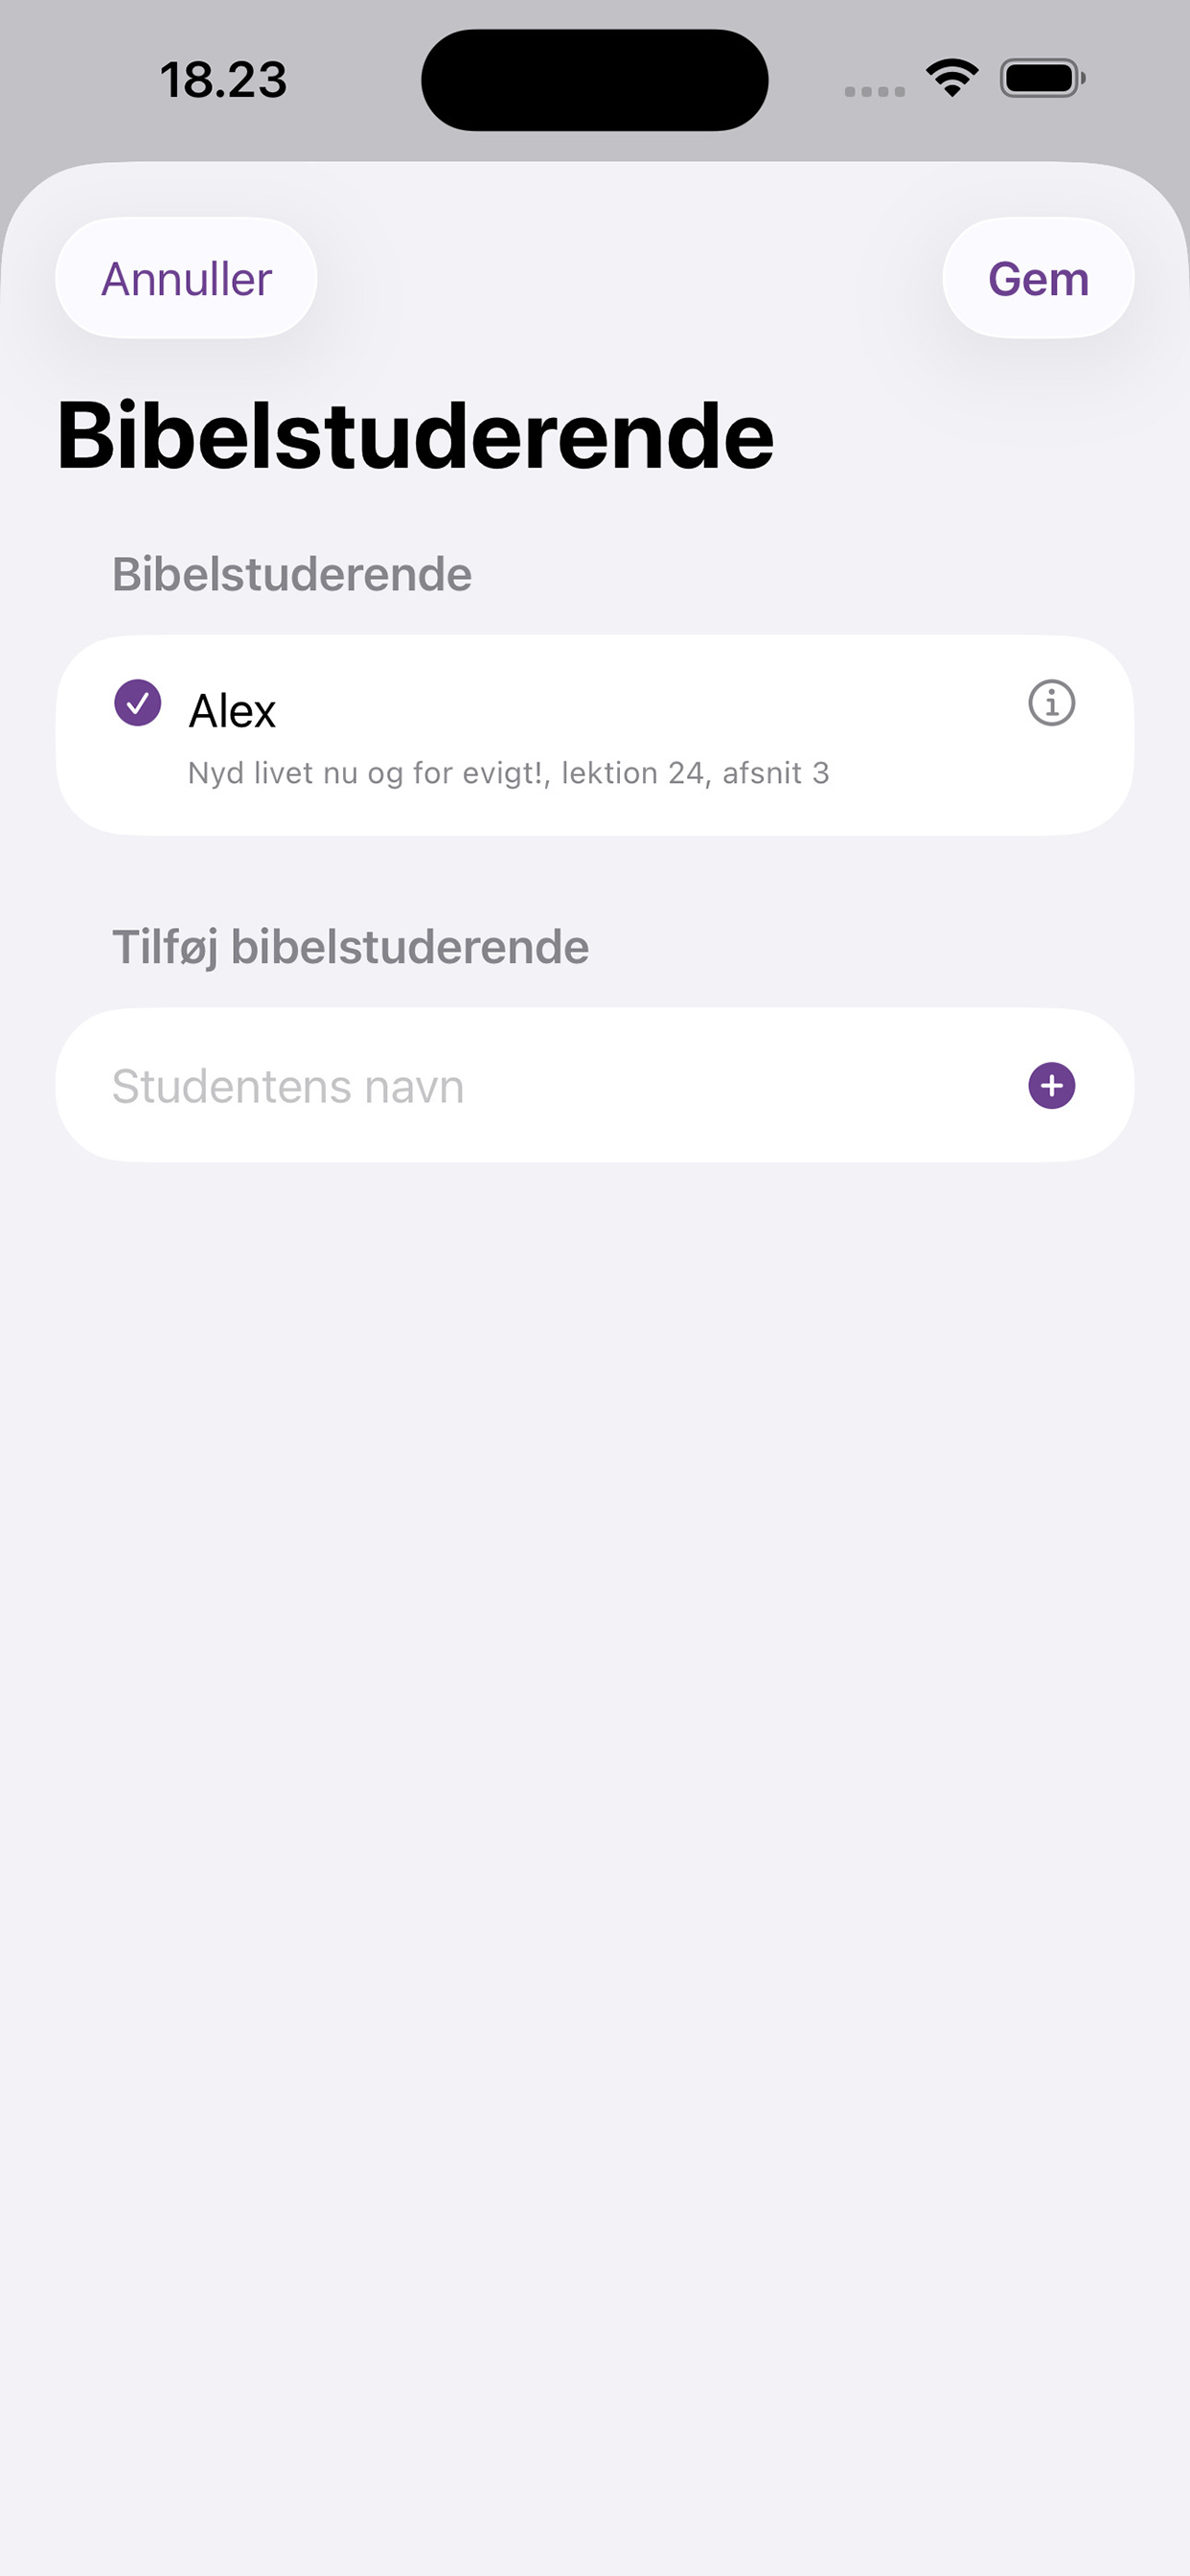 18.23
Annuller
Gem
Bibelstuderende
Bibelstuderende
Alex
Nyd livet nu og for evigt!, lektion 24, afsnit 3
Tilføj bibelstuderende
Studentens navn